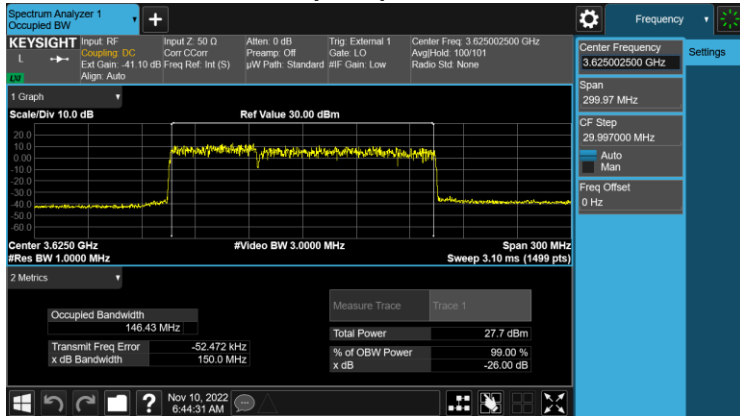 Spectrum Analyzer 1
Occupied BW
Frequency
KEYSIGHT
L
LM
Input: RF
Coupling: DC
Ext Gain: -41.10 dB
Align: Auto
Input Z: 50 Ω
Corr CCorr
Freq Ref: Int (S)
Atten: 0 dB
Preamp: Off
µW Path: Standard
Trig: External 1
Gate: LO
#IF Gain: Low
Center Freq: 3.625002500 GHz
Avg|Hold: 100/101
Radio Std: None
Center Frequency
3.625002500 GHz
Settings
Span
299.97 MHz
CF Step
29.997000 MHz
Auto
Man
Freq Offset
0 Hz
1 Graph
Scale/Div 10.0 dB
Ref Value 30.00 dBm
20.0
10.0
0.00
-10.0
-20.0
-30.0
-40.0
-50.0
-60.0
Center 3.6250 GHz
#Video BW 3.0000 MHz
Span 300 MHz
#Res BW 1.0000 MHz
Sweep 3.10 ms (1499 pts)
2 Metrics
Occupied Bandwidth
146.43 MHz
Transmit Freq Error -52.472 kHz
x dB Bandwidth 150.0 MHz
Measure Trace Trace 1
Total Power 27.7 dBm
% of OBW Power 99.00 %
x dB -26.00 dB
?
Nov 10, 2022
6:44:31 AM